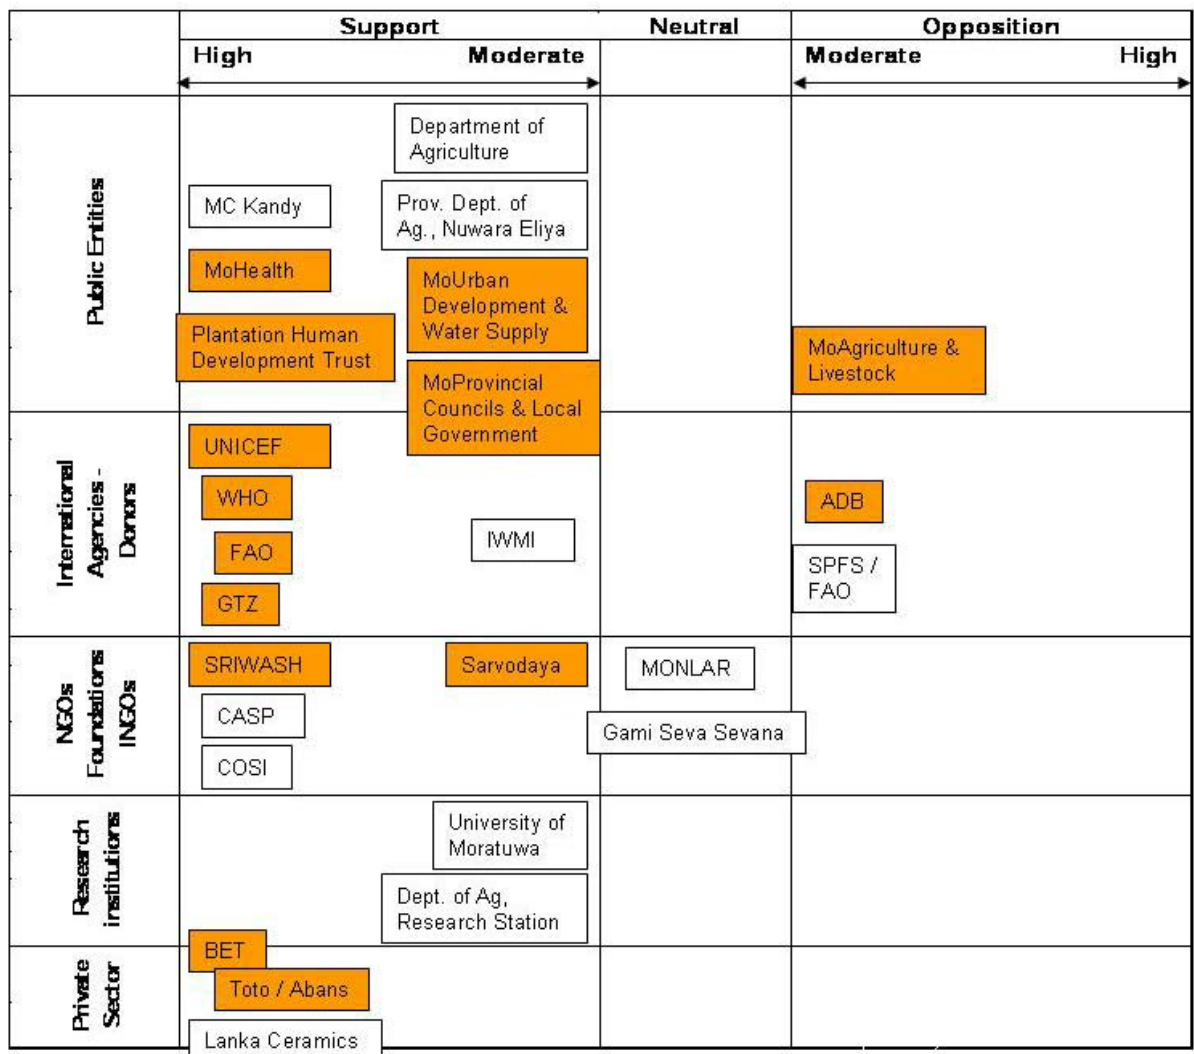 Support
Neutral
Opposition
High
Moderate
Moderate
High
Public Entities
Department of
Agriculture
MC Kandy
Prov. Dept. of
Ag., Nuwara Eliya
MoHealth
MoUrban
Development &
Water Supply
Plantation Human
Development Trust
MoAgriculture &
Livestock
MoProvincial
Councils & Local
Government
International
Agencies -
Donors
UNICEF
WHO
FAO
GTZ
IWMI
ADB
SPFS /
FAO
NGOs
Foundations
INGOs
SRIWASH
Sarvodaya
MONLAR
CASP
Gami Seva Sevana
COSI
Research
institutions
University of
Moratuwa
Dept. of Ag,
Research Station
Private
Sector
BET
Toto / Abans
Lanka Ceramics